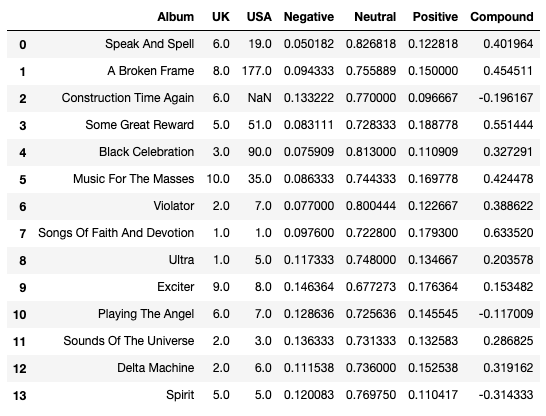 Album UK USA Negative Neutral Positive Compound
0 Speak And Spell 6.0 19.0 0.050182 0.826818 0.122818 0.401964
1 A Broken Frame 8.0 177.0 0.094333 0.755889 0.150000 0.454511
2 Construction Time Again 6.0 NaN 0.133222 0.770000 0.096667 -0.196167
3 Some Great Reward 5.0 51.0 0.083111 0.728333 0.188778 0.551444
4 Black Celebration 3.0 90.0 0.075909 0.813000 0.110909 0.327291
5 Music For The Masses 10.0 35.0 0.086333 0.744333 0.169778 0.424478
6 Violator 2.0 7.0 0.077000 0.800444 0.122667 0.388622
7 Songs Of Faith And Devotion 1.0 1.0 0.097600 0.722800 0.179300 0.633520
8 Ultra 1.0 5.0 0.117333 0.748000 0.134667 0.203578
9 Exciter 9.0 8.0 0.146364 0.677273 0.176364 0.153482
10 Playing The Angel 6.0 7.0 0.128636 0.725636 0.145545 -0.117009
11 Sounds Of The Universe 2.0 3.0 0.136333 0.731333 0.132583 0.286825
12 Delta Machine 2.0 6.0 0.111538 0.736000 0.152538 0.319162
13 Spirit 5.0 5.0 0.120083 0.769750 0.110417 -0.314333